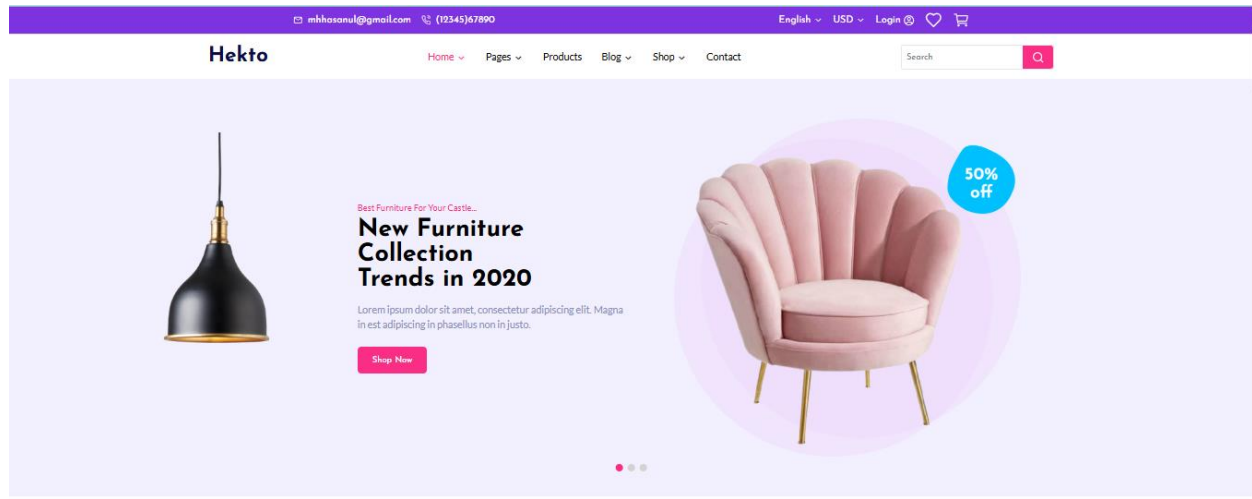 mhhasanul@gmail.com (12345)67890 English USD Login
Hekto Home Pages Products Blog Shop Contact Search
50%
off
Best Furniture For Your Castle...
New Furniture
Collection
Trends in 2020
Lorem ipsum dolor sit amet, consectetur adipiscing elit. Magna
in est adipiscing in phasellus non in justo.
Shop Now